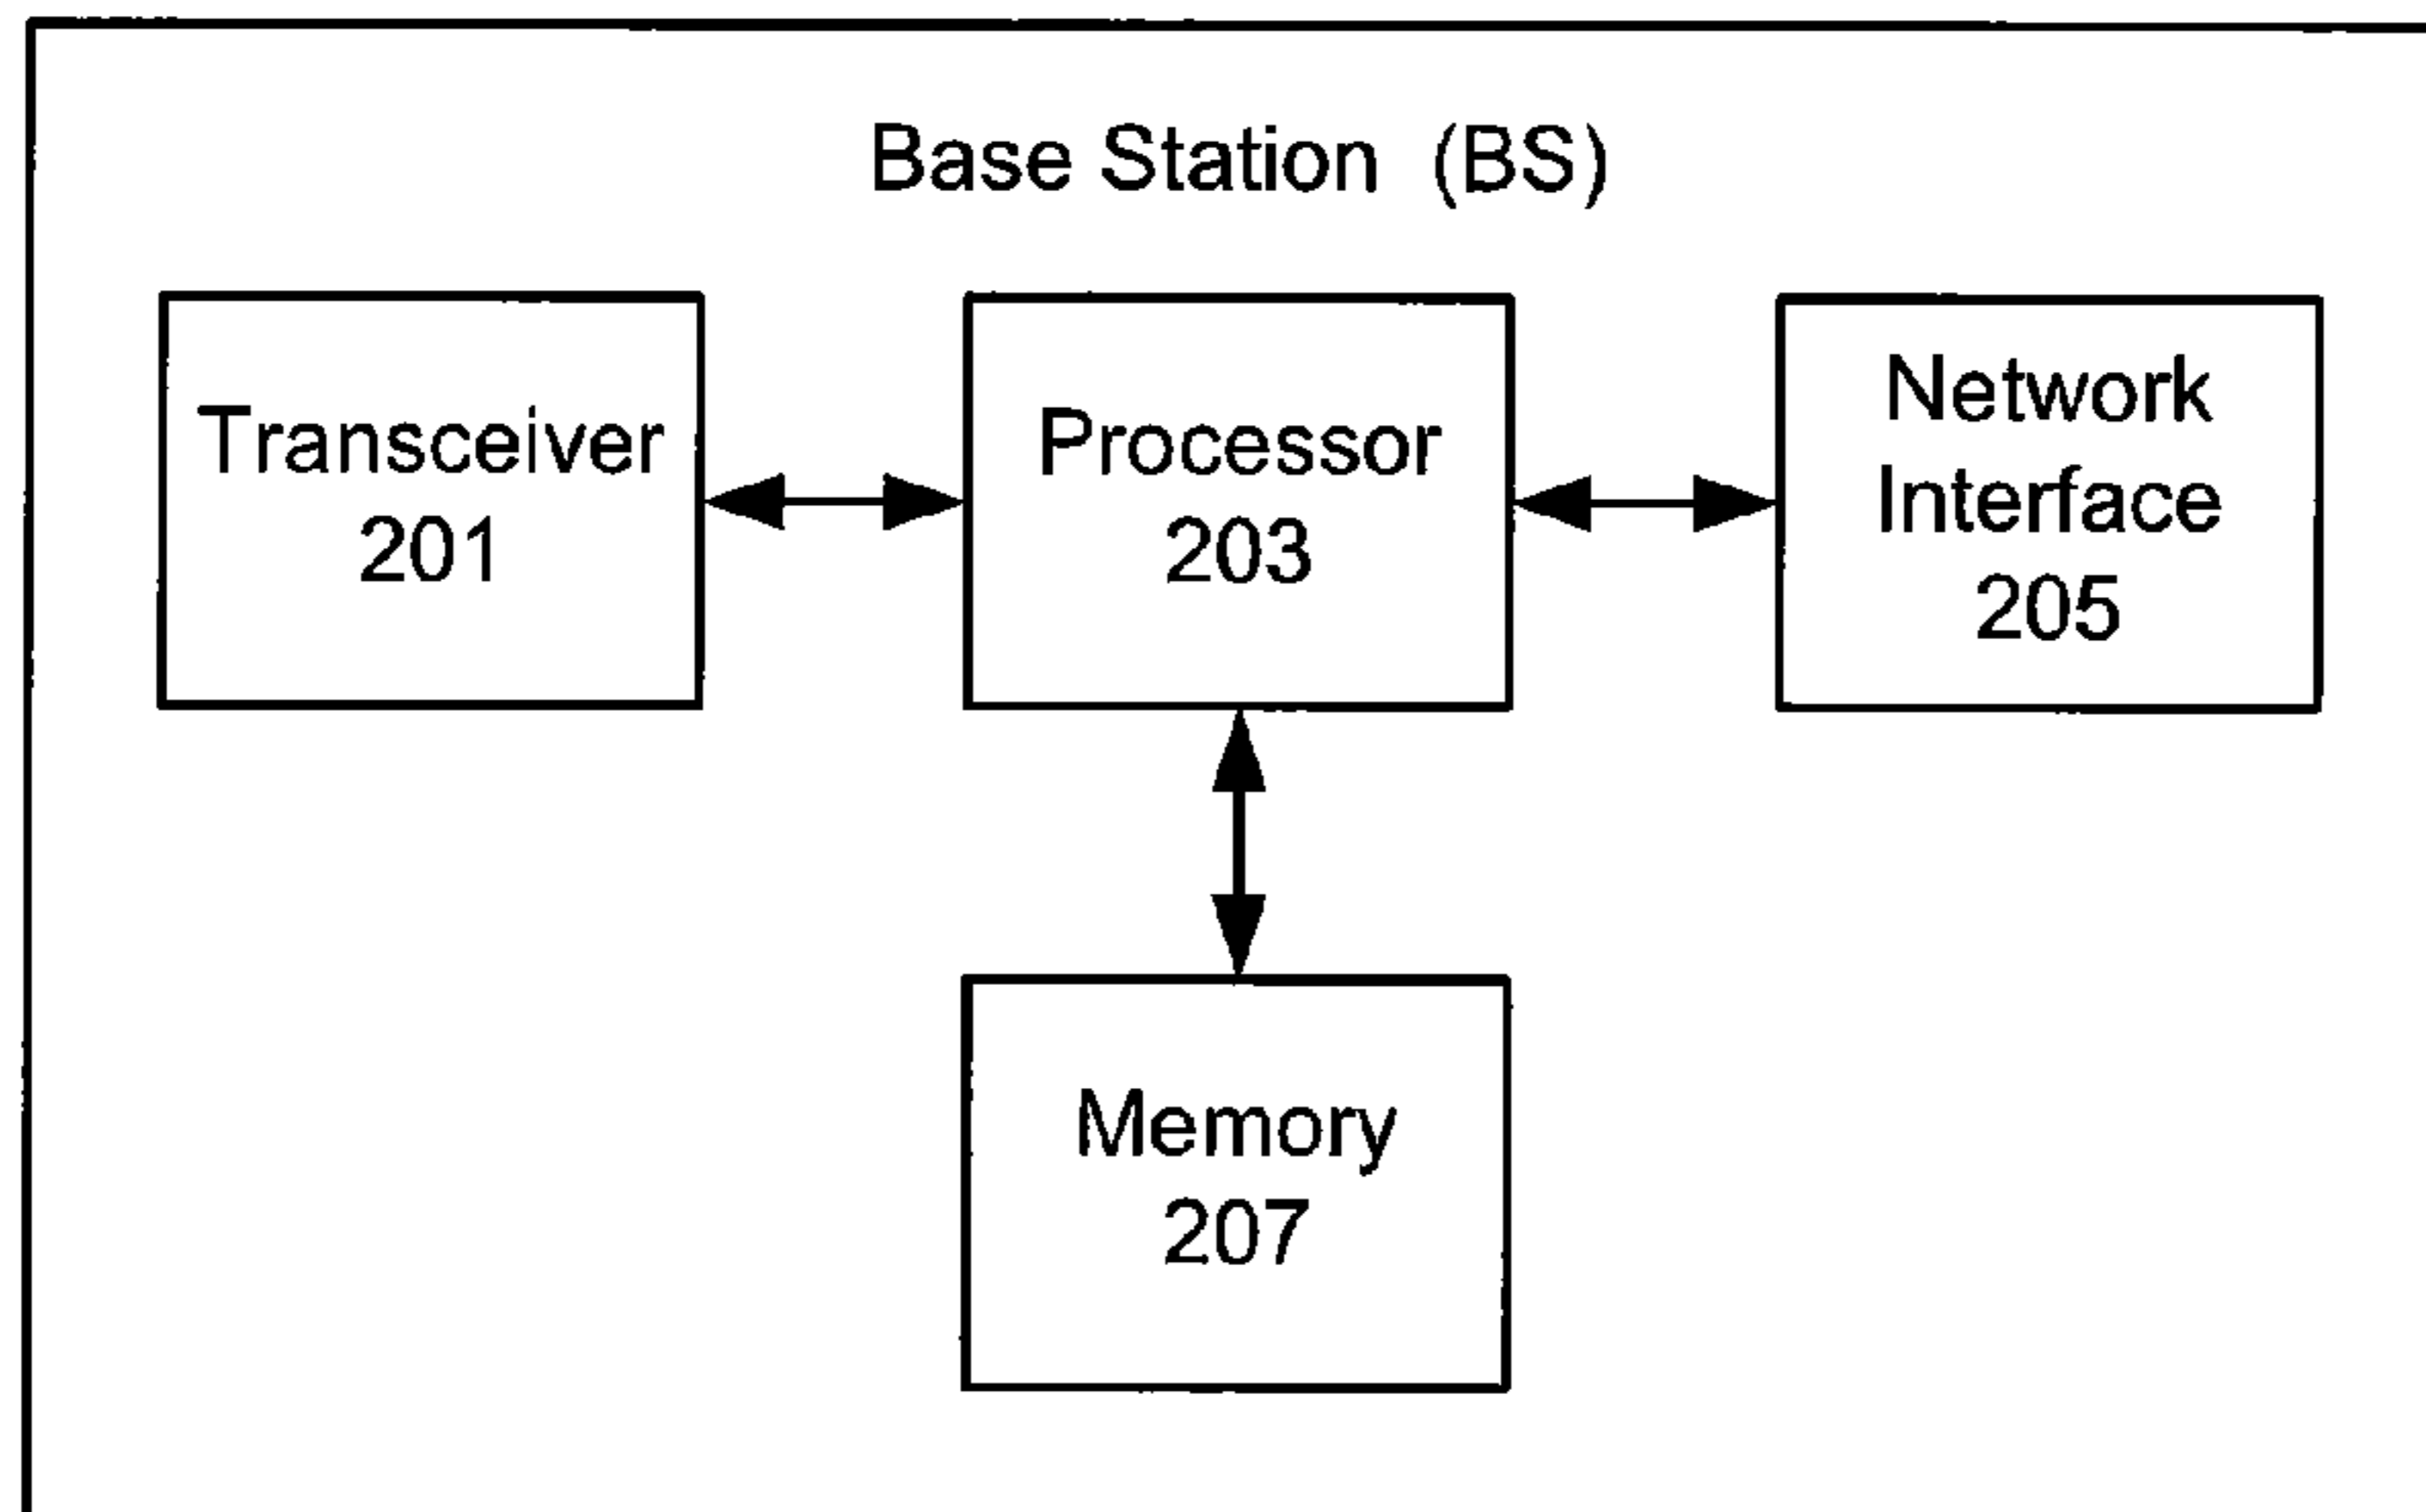 Base Station (BS)
Transceiver
201
Processor
203
Network
Interface
205
Memory
207